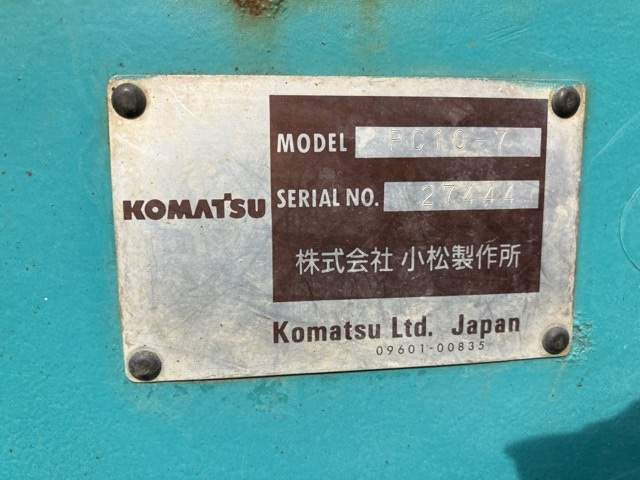 KOMATSU
MODEL PC10-7
SERIAL NO. 27444
株式会社 小松製作所
Komatsu Ltd. Japan
09601-00835